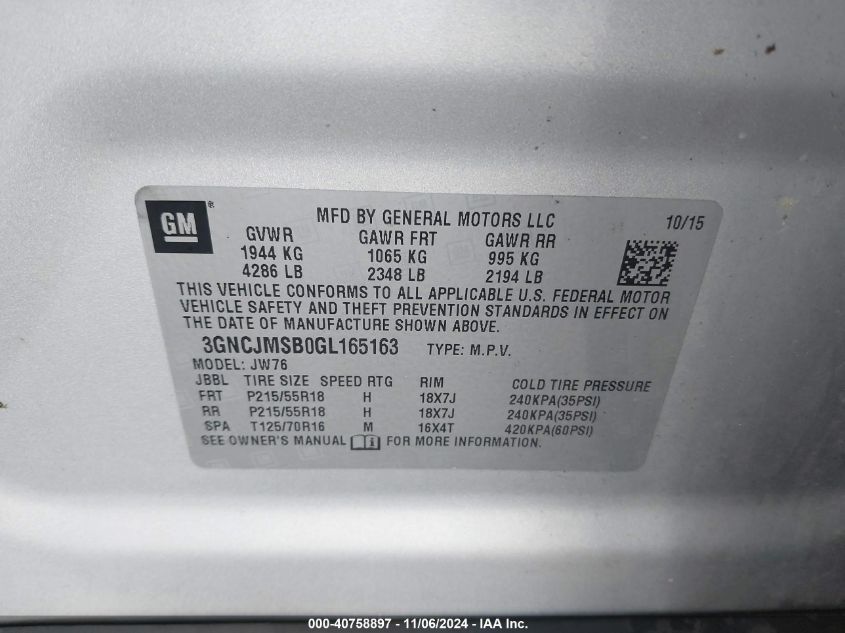 GM ® MFD BY GENERAL MOTORS LLC 10/15
GVWR GAWR FRT GAWR RR
1944 KG 1065 KG 995 KG
4286 LB 2348 LB 2194 LB
THIS VEHICLE CONFORMS TO ALL APPLICABLE U.S. FEDERAL MOTOR
VEHICLE SAFETY AND THEFT PREVENTION STANDARDS IN EFFECT ON
THE DATE OF MANUFACTURE SHOWN ABOVE.
3GNCJMSB0GL165163 TYPE: M.P.V.
MODEL: JW76
JBBL TIRE SIZE SPEED RTG RIM COLD TIRE PRESSURE
FRT P215/55R18 H 18X7J 240KPA(35PSI)
RR P215/55R18 H 18X7J 240KPA(35PSI)
SPA T125/70R16 M 16X4T 420KPA(60PSI)
SEE OWNER'S MANUAL FOR MORE INFORMATION.
000-40758897 - 11/06/2024 - IAA Inc.